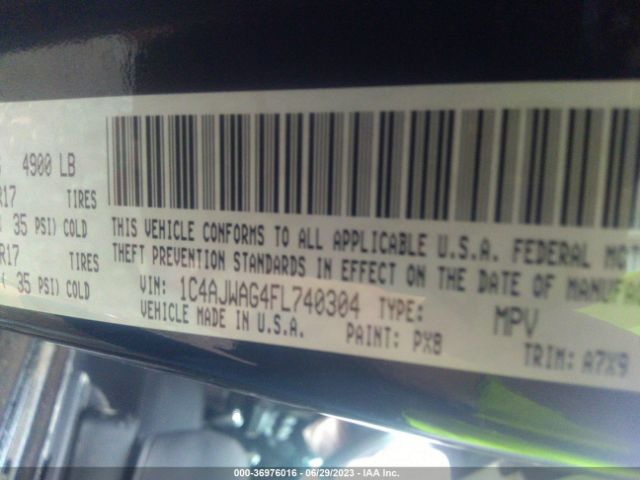 4900 LB
R17 TIRES
35 PSI) COLD
R17 TIRES
( 35 PSI) COLD
THIS VEHICLE CONFORMS TO ALL APPLICABLE U.S.A. FEDERAL
THEFT PREVENTION STANDARDS IN EFFECT ON THE DATE OF
VIN: 1C4AJWAG4FL740304 TYPE: MPV
VEHICLE MADE IN U.S.A. PAINT: PX8 TRIM: A7X9
000-36976016 - 06/29/2023 - IAA Inc.